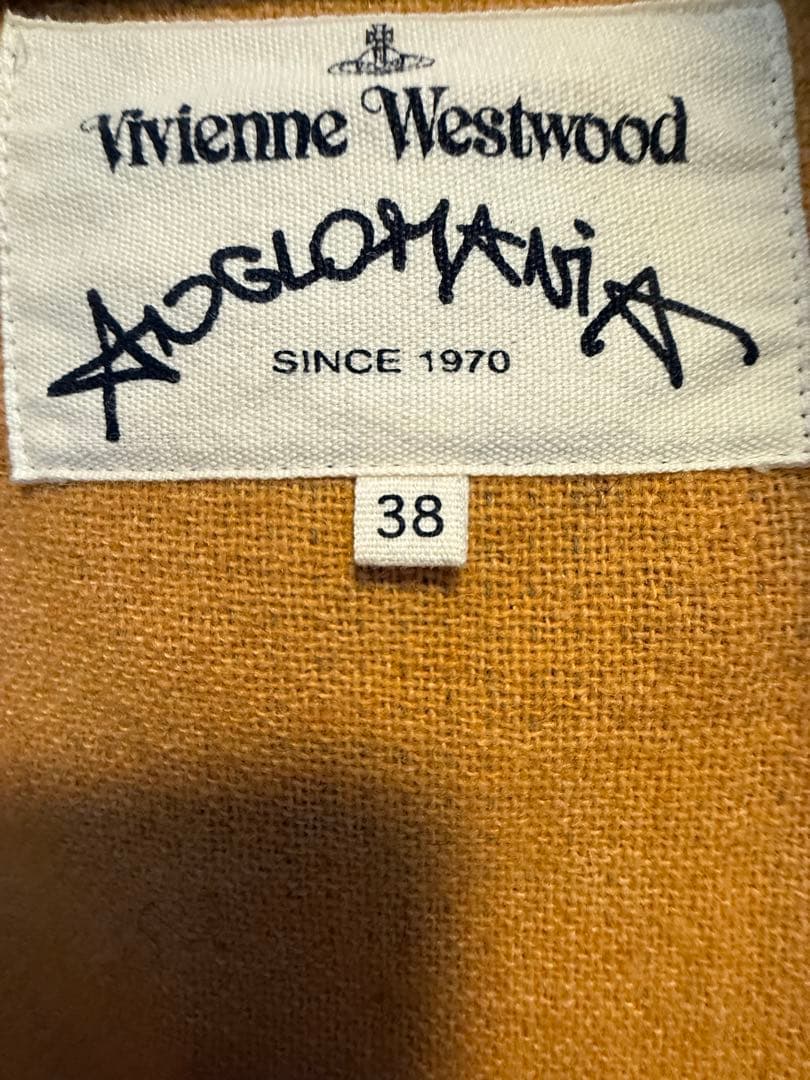 Vivienne Westwood
ANGLOMANiA
SINCE 1970
38